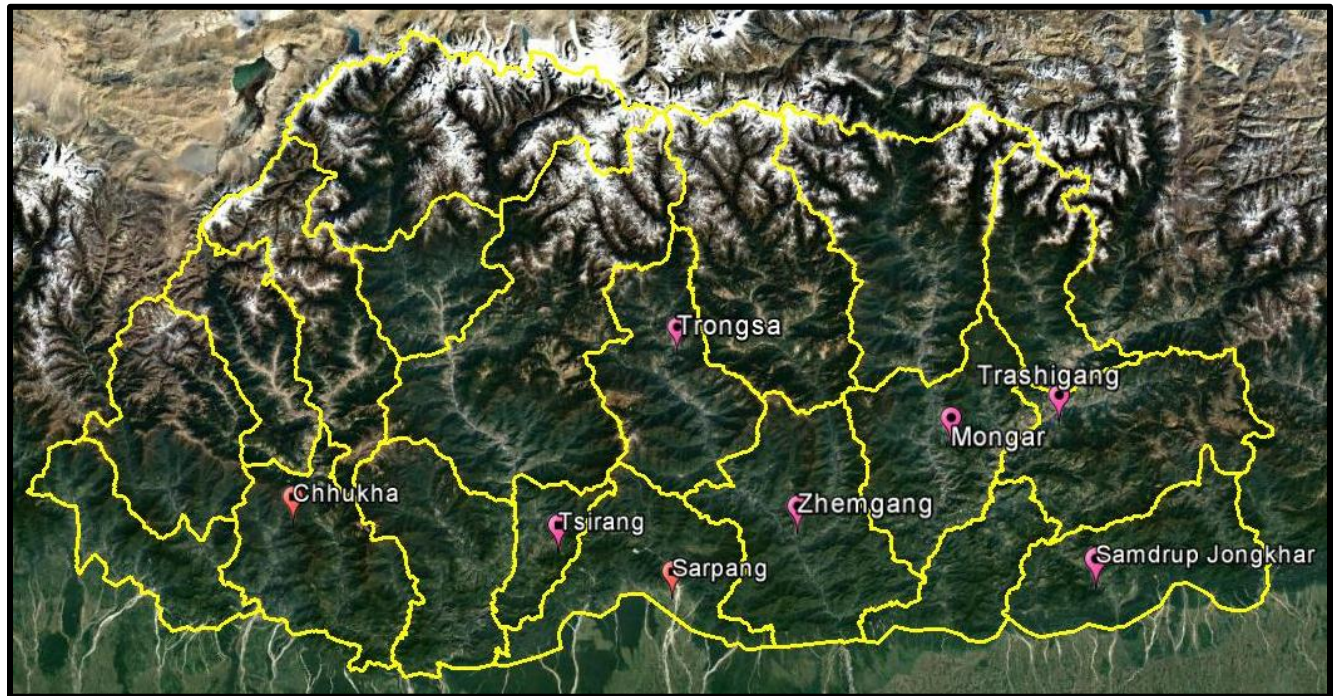 Trongsa
Trashigang
Mongar
Chhukha
Zhemgang
Tsirang
Samdrup Jongkhar
Sarpang